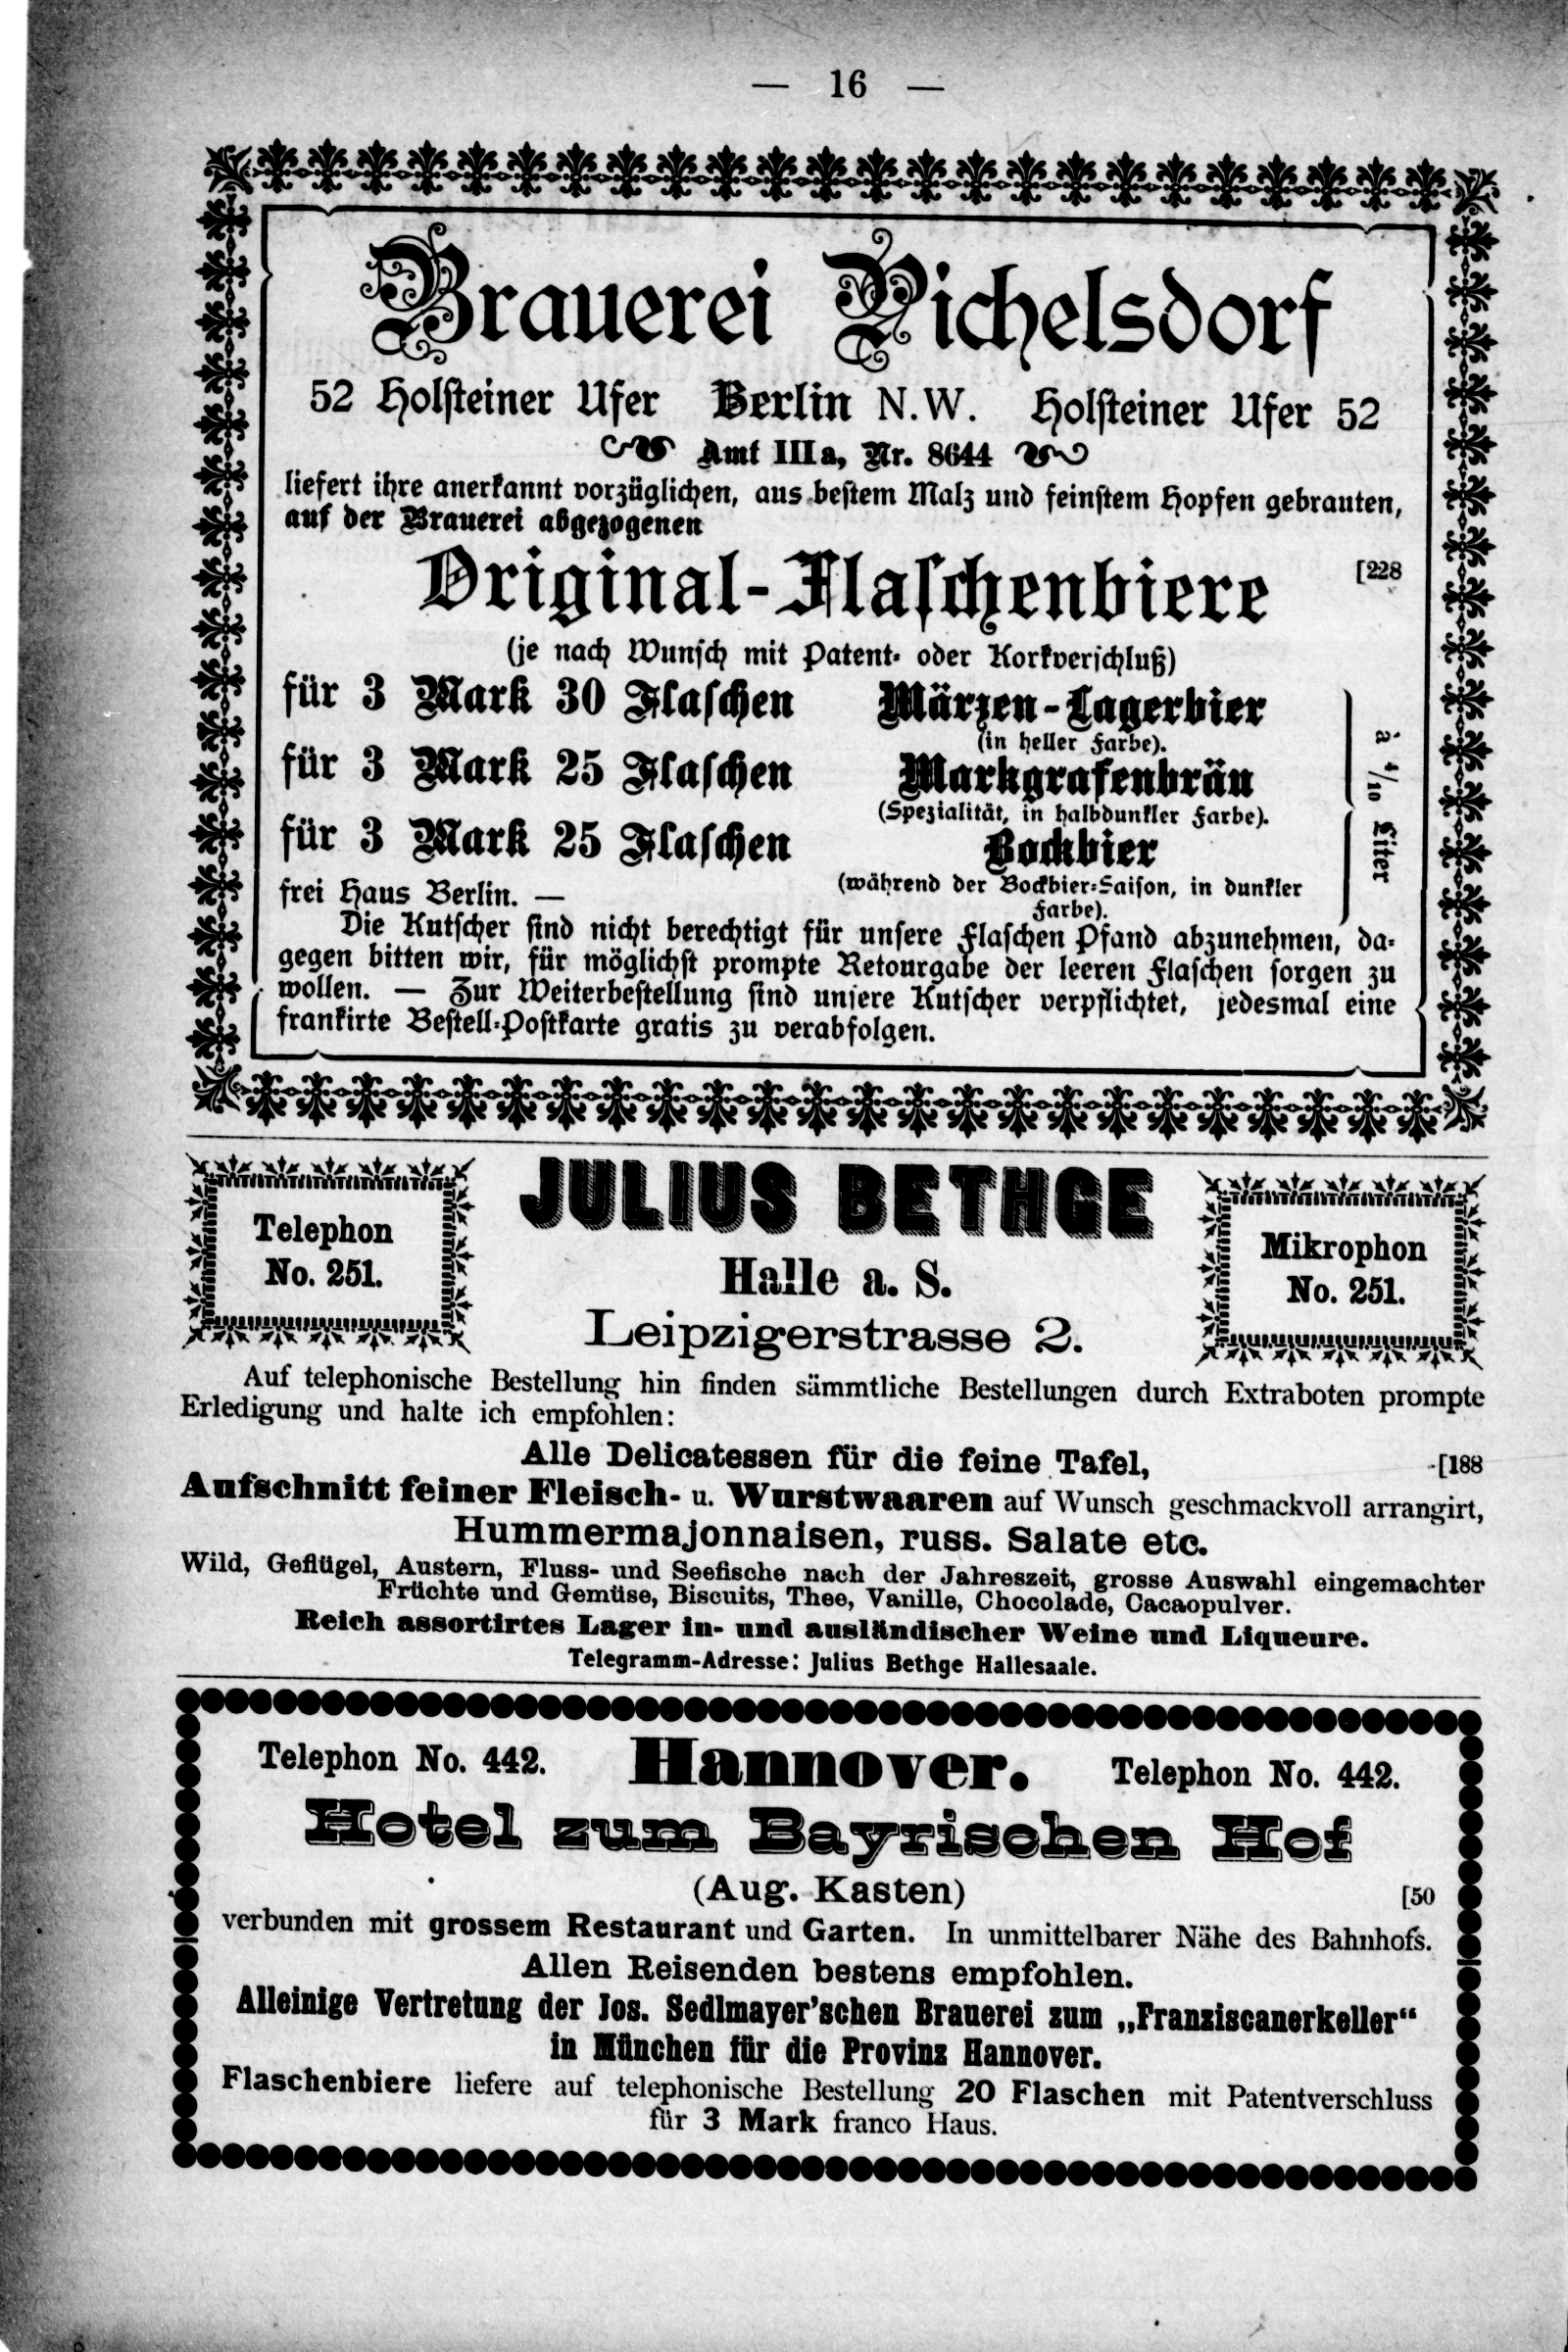 — 16 —
Brauerei Pichelsdorf
52 Holsteiner Ufer Berlin N.W. Holsteiner Ufer 52
Amt IIIa, Nr. 8644
liefert ihre anerkannt vorzüglichen, aus bestem Malz und feinstem Hopfen gebrauten,
auf der Brauerei abgezogenen
Original-Flaschenbiere [228
(je nach Wunsch mit Patent- oder Korkverschluß)
für 3 Mark 30 Flaschen Märzen-Lagerbier
(in heller Farbe).
für 3 Mark 25 Flaschen Markgrafenbräu
(Spezialität, in halbdunkler Farbe).
für 3 Mark 25 Flaschen Bockbier
à 4/10 Liter
frei Haus Berlin. — (während der Bockbier-Saison, in dunkler
Farbe).
Die Kutscher sind nicht berechtigt für unsere Flaschen Pfand abzunehmen, da-
gegen bitten wir, für möglichst prompte Retourgabe der leeren Flaschen sorgen zu
wollen. — Zur Weiterbestellung sind unsere Kutscher verpflichtet, jedesmal eine
frankirte Bestell-Postkarte gratis zu verabfolgen.
Telephon
No. 251.
JULIUS BETHGE
Halle a. S.
Leipzigerstrasse 2.
Mikrophon
No. 251.
Auf telephonische Bestellung hin finden sämmtliche Bestellungen durch Extraboten prompte
Erledigung und halte ich empfohlen:
Alle Delicatessen für die feine Tafel, [188
Aufschnitt feiner Fleisch- u. Wurstwaaren auf Wunsch geschmackvoll arrangirt,
Hummermajonnaisen, russ. Salate etc.
Wild, Geflügel, Austern, Fluss- und Seefische nach der Jahreszeit, grosse Auswahl eingemachter
Früchte und Gemüse, Biscuits, Thee, Vanille, Chocolade, Cacaopulver.
Reich assortirtes Lager in- und ausländischer Weine und Liqueure.
Telegramm-Adresse: Julius Bethge Hallesaale.
Telephon No. 442. Hannover. Telephon No. 442.
Hotel zum Bayrischen Hof
(Aug. Kasten) [50
verbunden mit grossem Restaurant und Garten. In unmittelbarer Nähe des Bahnhofs.
Allen Reisenden bestens empfohlen.
Alleinige Vertretung der Jos. Sedlmayer'schen Brauerei zum „Franziscanerkeller“
in München für die Provinz Hannover.
Flaschenbiere liefere auf telephonische Bestellung 20 Flaschen mit Patentverschluss
für 3 Mark franco Haus.